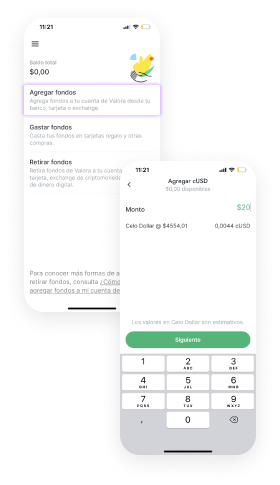 11:21
Saldo total
$0,00
Agregar fondos
Agrega fondos a tu cuenta de Valora desde tu
banco, tarjeta o exchange.
Gastar fondos
Gasta tus fondos en tarjetas regalo y otras
compras.
Retirar fondos
Retira fondos de Valora a tu cuenta
tarjeta, exchange de criptomoneda
de dinero digital.
Para conocer más formas de a
retirar fondos, consulta ¿Cómo
agregar fondos a mi cuenta de
11:21
Agregar cUSD
$0,00 disponibles
Monto
$20
Celo Dollar @ $4554,01
0,0044 cUSD
Los valores en Celo Dollar son estimativos.
Siguiente
1
2 ABC
3 DEF
4 GHI
5 JKL
6 MNO
7 PQRS
8 TUV
9 WXYZ
,
0